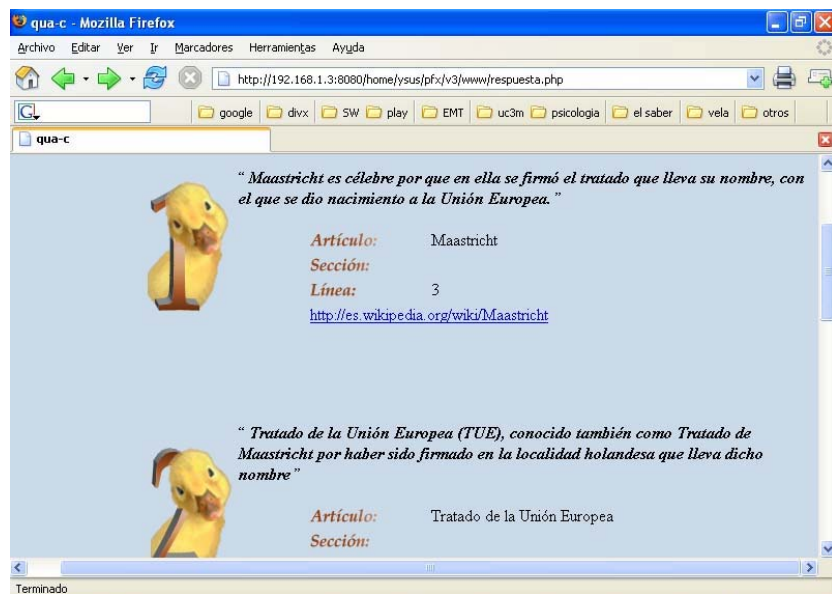 qua-c - Mozilla Firefox
Archivo Editar Ver Ir Marcadores Herramientas Ayuda
http://192.168.1.3:8080/home/ysus/pfx/v3/www/respuesta.php
G google divx SW play EMT uc3m psicologia el saber vela otros
qua-c
“ Maastricht es célebre por que en ella se firmó el tratado que lleva su nombre, con
el que se dio nacimiento a la Unión Europea. ”
1
Artículo: Maastricht
Sección:
Línea: 3
http://es.wikipedia.org/wiki/Maastricht
“ Tratado de la Unión Europea (TUE), conocido también como Tratado de
Maastricht por haber sido firmado en la localidad holandesa que lleva dicho
nombre ”
2
Artículo: Tratado de la Unión Europea
Sección:
Terminado